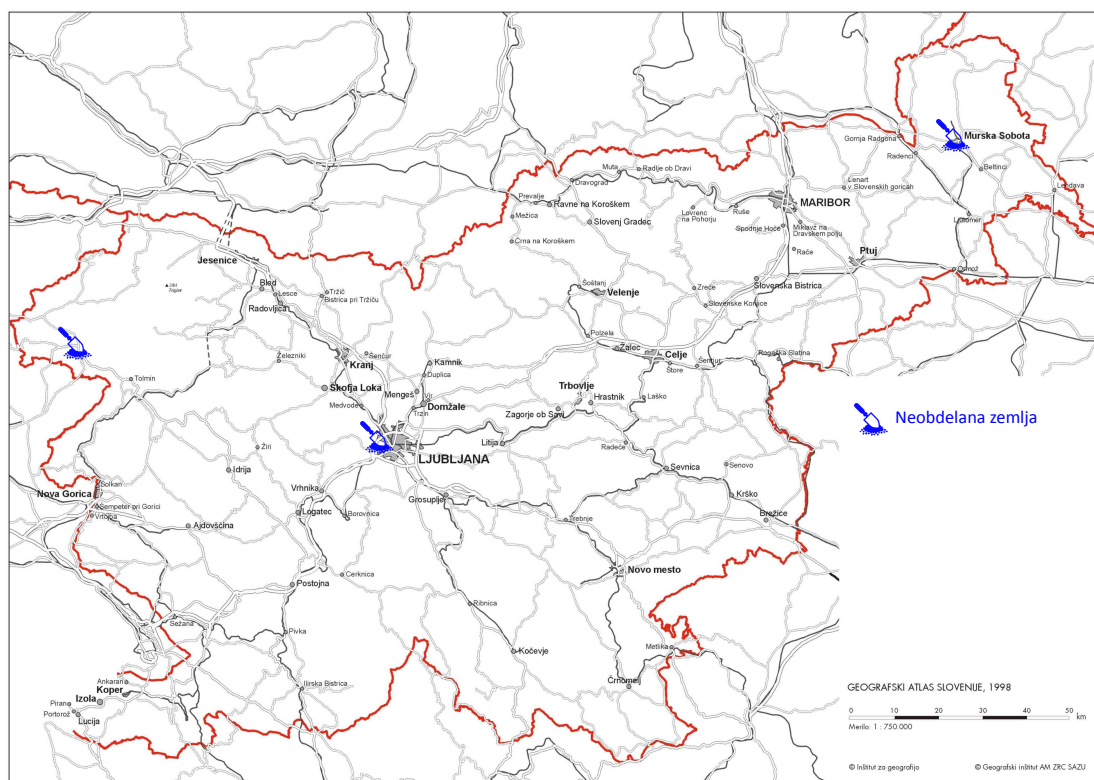 Murska Sobota
Gornja Radgona
Radenci
Beltinci
Lendava
Muta
Radlje ob Dravi
Dravograd
Prevalje
Ravne na Koroškem
Lenart
v Slovenskih goricah
MARIBOR
Ruše
Lovrenc
na Pohorju
Mežica
Slovenj Gradec
Ljutomer
Spodnje Hoče
Miklavž na
Dravskem polju
Črna na Koroškem
Rače
Ptuj
Jesenice
Ormož
Bled
Lesce
Tržič
Bistrica pri Tržiču
Radovljica
Šoštanj
Velenje
Zreče
Slovenska Bistrica
Slovenske Konjice
Polzela
Žalec
Celje
Štore
Šentjur
Rogaška Slatina
Železniki
Šenčur
Kranj
Kamnik
Duplica
Tolmin
Škofja Loka
Mengeš
Vir
Domžale
Trzin
Medvode
Trbovlje
Hrastnik
Zagorje ob Savi
Laško
Neobdelana zemlja
Žiri
LJUBLJANA
Litija
Radeče
Idrija
Sevnica
Senovo
Solkan
Nova Gorica
Šempeter pri Gorici
Vrtojba
Vrhnika
Grosuplje
Krško
Logatec
Borovnica
Ajdovščina
Trebnje
Brežice
Novo mesto
Cerknica
Postojna
Ribnica
Sežana
Pivka
Kočevje
Metlika
Črnomelj
Ankaran
Koper
Izola
Piran
Portorož
Lucija
Ilirska Bistrica
GEOGRAFSKI ATLAS SLOVENIJE, 1998
0 10 20 30 40 50 km
Merilo: 1 : 750.000
© Inštitut za geografijo © Geografski inštitut AM ZRC SAZU